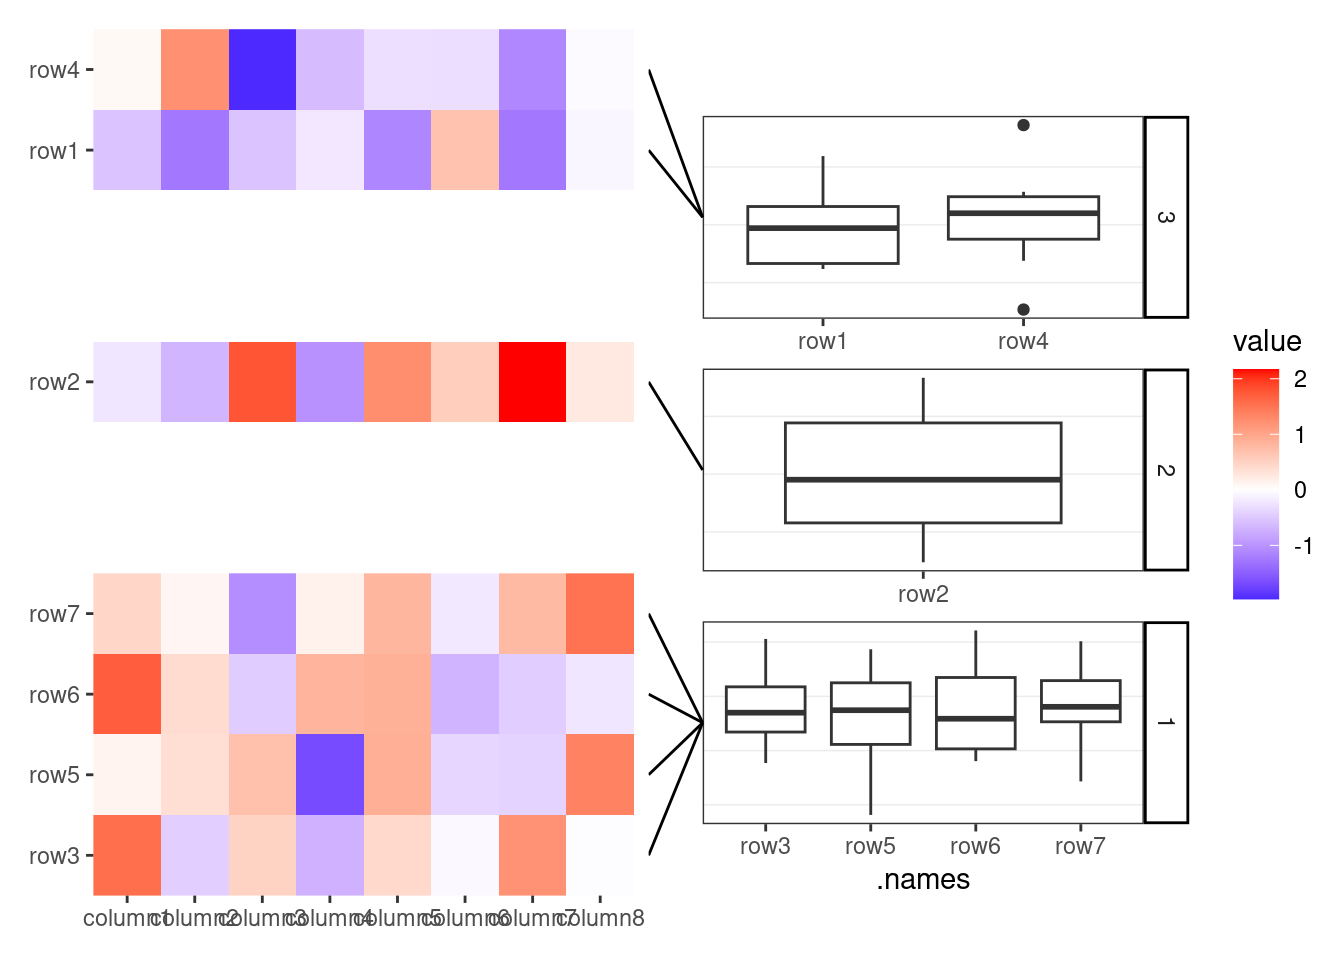 row4
row1
row2
row7
row6
row5
row3
column1 column2 column3 column4 column5 column6 column7 column8
3
row1 row4
2
row2
1
row3 row5 row6 row7
.names
value
2
1
0
-1